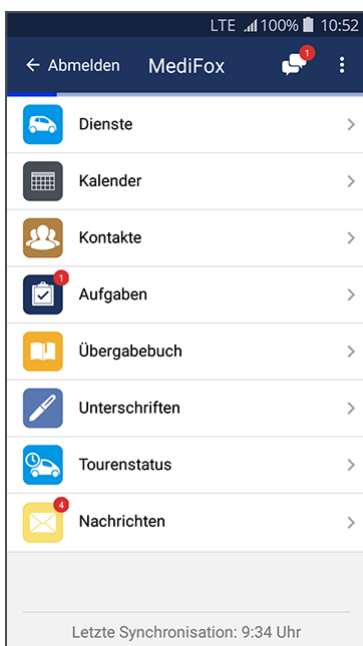 LTE 100% 10:52
← Abmelden MediFox 1
Dienste
Kalender
Kontakte
1
Aufgaben
Übergabebuch
Unterschriften
Tourenstatus
4
Nachrichten
Letzte Synchronisation: 9:34 Uhr